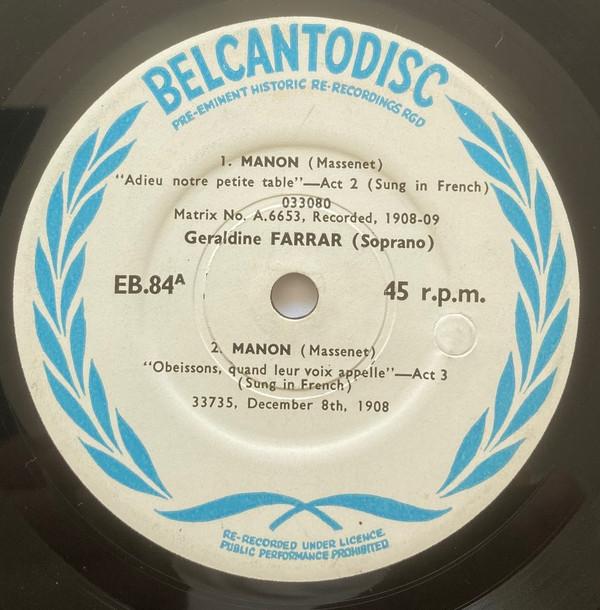 BELCANTODISC
PRE-EMINENT HISTORIC RE-RECORDINGS RGD
1. MANON (Massenet)
"Adieu notre petite table"—Act 2 (Sung in French)
033080
Matrix No. A.6653, Recorded, 1908-09
Geraldine FARRAR (Soprano)
EB.84ᴬ
45 r.p.m.
2. MANON (Massenet)
"Obeissons, quand leur voix appelle"—Act 3
(Sung in French)
33735, December 8th, 1908
RE-RECORDED UNDER LICENCE
PUBLIC PERFORMANCE PROHIBITED